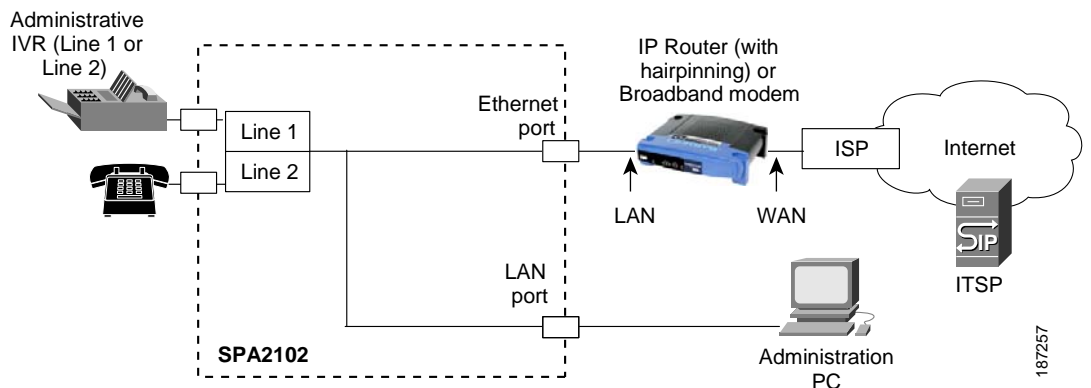 Administrative
IVR (Line 1 or
Line 2)
Line 1
Line 2
Ethernet
port
IP Router (with
hairpinning) or
Broadband modem
LAN
WAN
ISP
Internet
SIP
ITSP
LAN
port
SPA2102
Administration
PC
187257